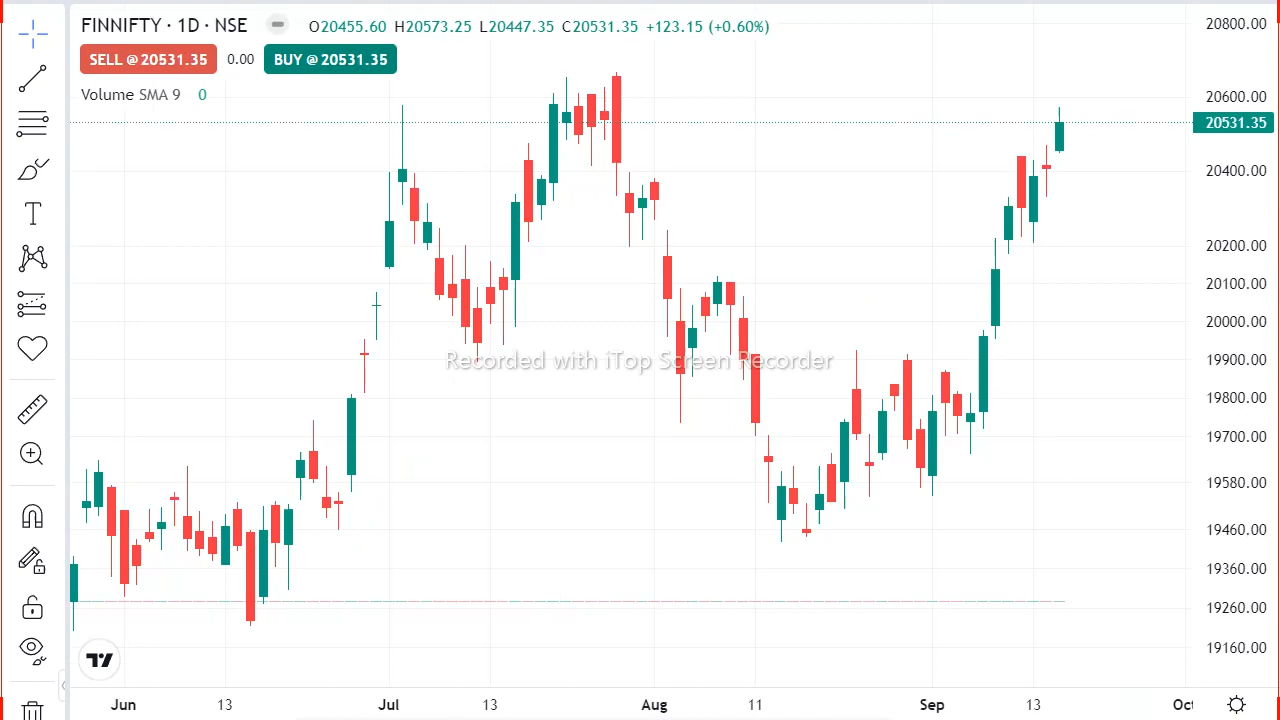 FINNIFTY · 1D · NSE
O20455.60 H20573.25 L20447.35 C20531.35 +123.15 (+0.60%)
SELL @ 20531.35
0.00
BUY @ 20531.35
Volume SMA 9 0
20800.00
20600.00
20531.35
20400.00
20200.00
20100.00
20000.00
19900.00
19800.00
19700.00
19580.00
19460.00
19360.00
19260.00
19160.00
Recorded with iTop Screen Recorder
Jun 13 Jul 13 Aug 11 Sep 13 Oct